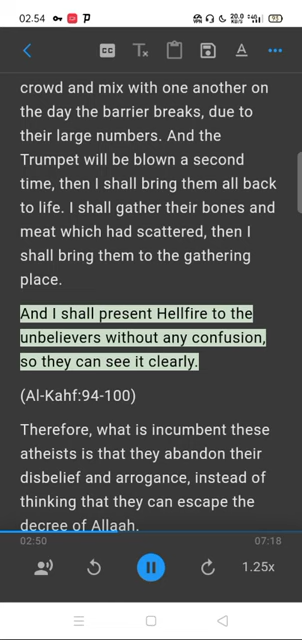 02.54
20.0 KB/S
crowd and mix with one another on
the day the barrier breaks, due to
their large numbers. And the
Trumpet will be blown a second
time, then I shall bring them all back
to life. I shall gather their bones and
meat which had scattered, then I
shall bring them to the gathering
place.
And I shall present Hellfire to the
unbelievers without any confusion,
so they can see it clearly.
(Al-Kahf:94-100)
Therefore, what is incumbent these
atheists is that they abandon their
disbelief and arrogance, instead of
thinking that they can escape the
decree of Allaah.
02:50 07:18
1.25x